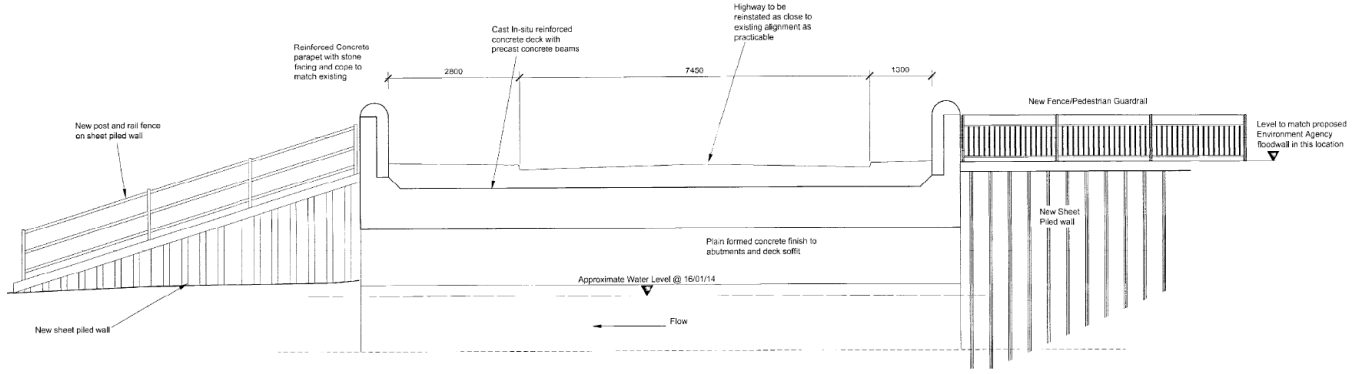 Highway to be
reinstated as close to
existing alignment as
practicable
Cast In-situ reinforced
concrete deck with
precast concrete beams
Reinforced Concrete
parapet with stone
facing and cope to
match existing
2800
7450
1300
New Fence/Pedestrian Guardrail
New post and rail fence
on sheet piled wall
Level to match proposed
Environment Agency
floodwall in this location
New Sheet
Piled wall
Plain formed concrete finish to
abutments and deck soffit
Approximate Water Level @ 16/01/14
Flow
New sheet piled wall